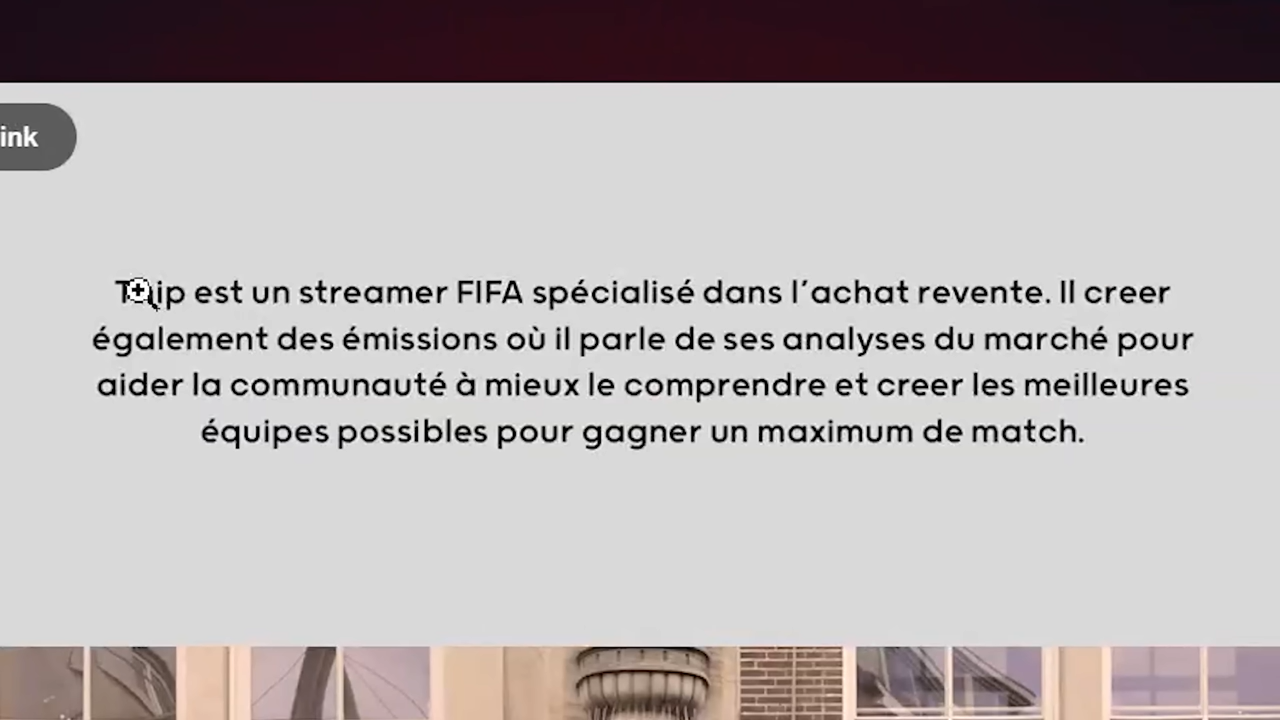 ink
est un streamer FIFA spécialisé dans l'achat revente. Il creer
également des émissions où il parle de ses analyses du marché pour
aider la communauté à mieux le comprendre et creer les meilleures
équipes possibles pour gagner un maximum de match.